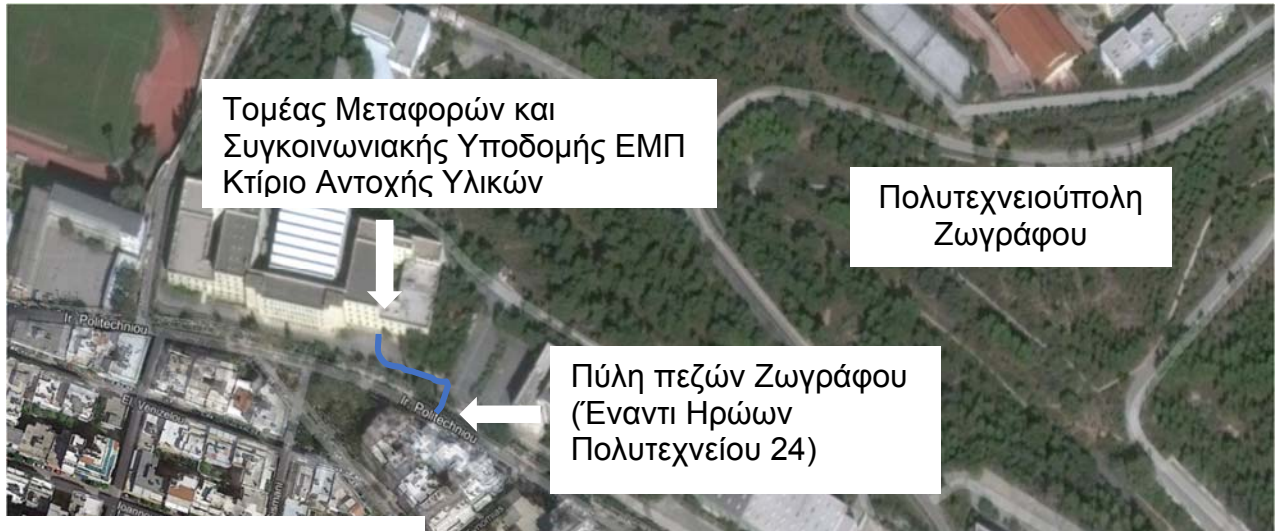 Τομέας Μεταφορών και
Συγκοινωνιακής Υποδομής ΕΜΠ
Κτίριο Αντοχής Υλικών
Πολυτεχνειούπολη
Ζωγράφου
Ir. Politechniou
El. Venizelou
Ir. Politechniou
Πύλη πεζών Ζωγράφου
(Έναντι Ηρώων
Πολυτεχνείου 24)